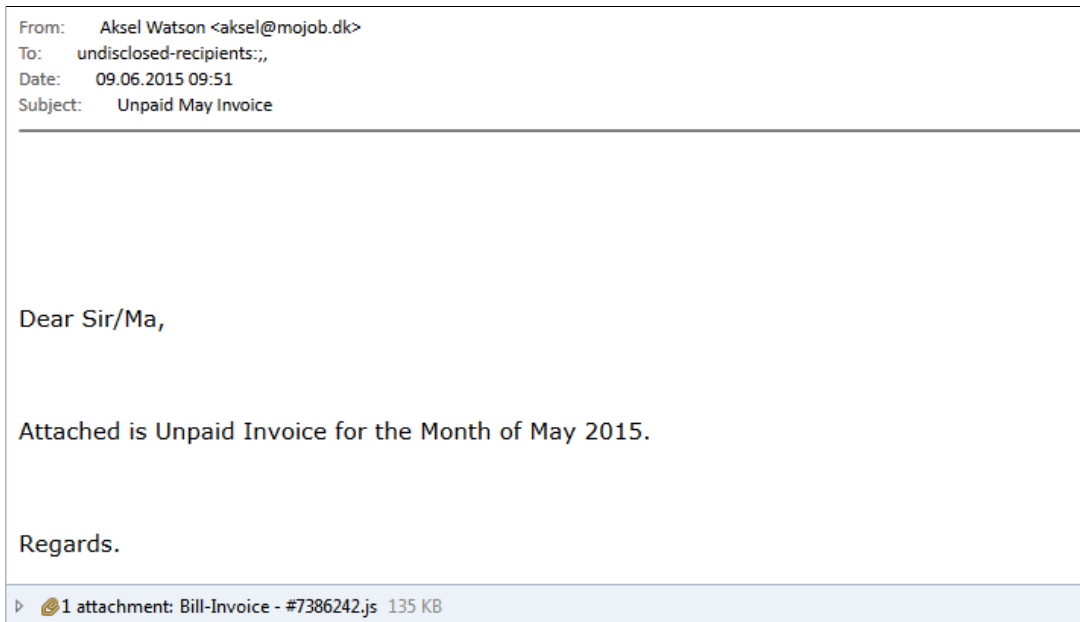 From: Aksel Watson <aksel@mojob.dk>
To: undisclosed-recipients:;,
Date: 09.06.2015 09:51
Subject: Unpaid May Invoice
Dear Sir/Ma,
Attached is Unpaid Invoice for the Month of May 2015.
Regards.
1 attachment: Bill-Invoice - #7386242.js 135 KB